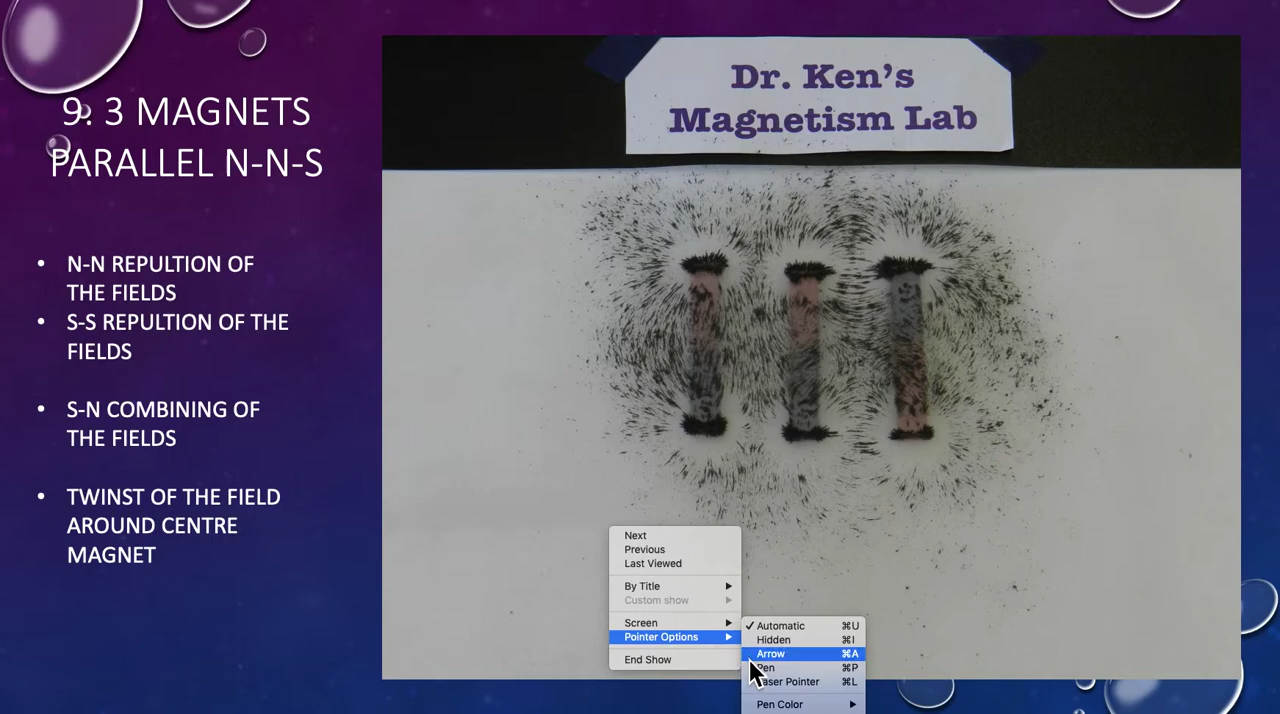 9. 3 MAGNETS
PARALLEL N-N-S
• N-N REPULTION OF
THE FIELDS
• S-S REPULTION OF THE
FIELDS
• S-N COMBINING OF
THE FIELDS
• TWINST OF THE FIELD
AROUND CENTRE
MAGNET
Dr. Ken's
Magnetism Lab
Next
Previous
Last Viewed
By Title
Custom show
Screen
Pointer Options
End Show
✓ Automatic ⌘U
Hidden ⌘I
Arrow ⌘A
Pen ⌘P
Laser Pointer ⌘L
Pen Color